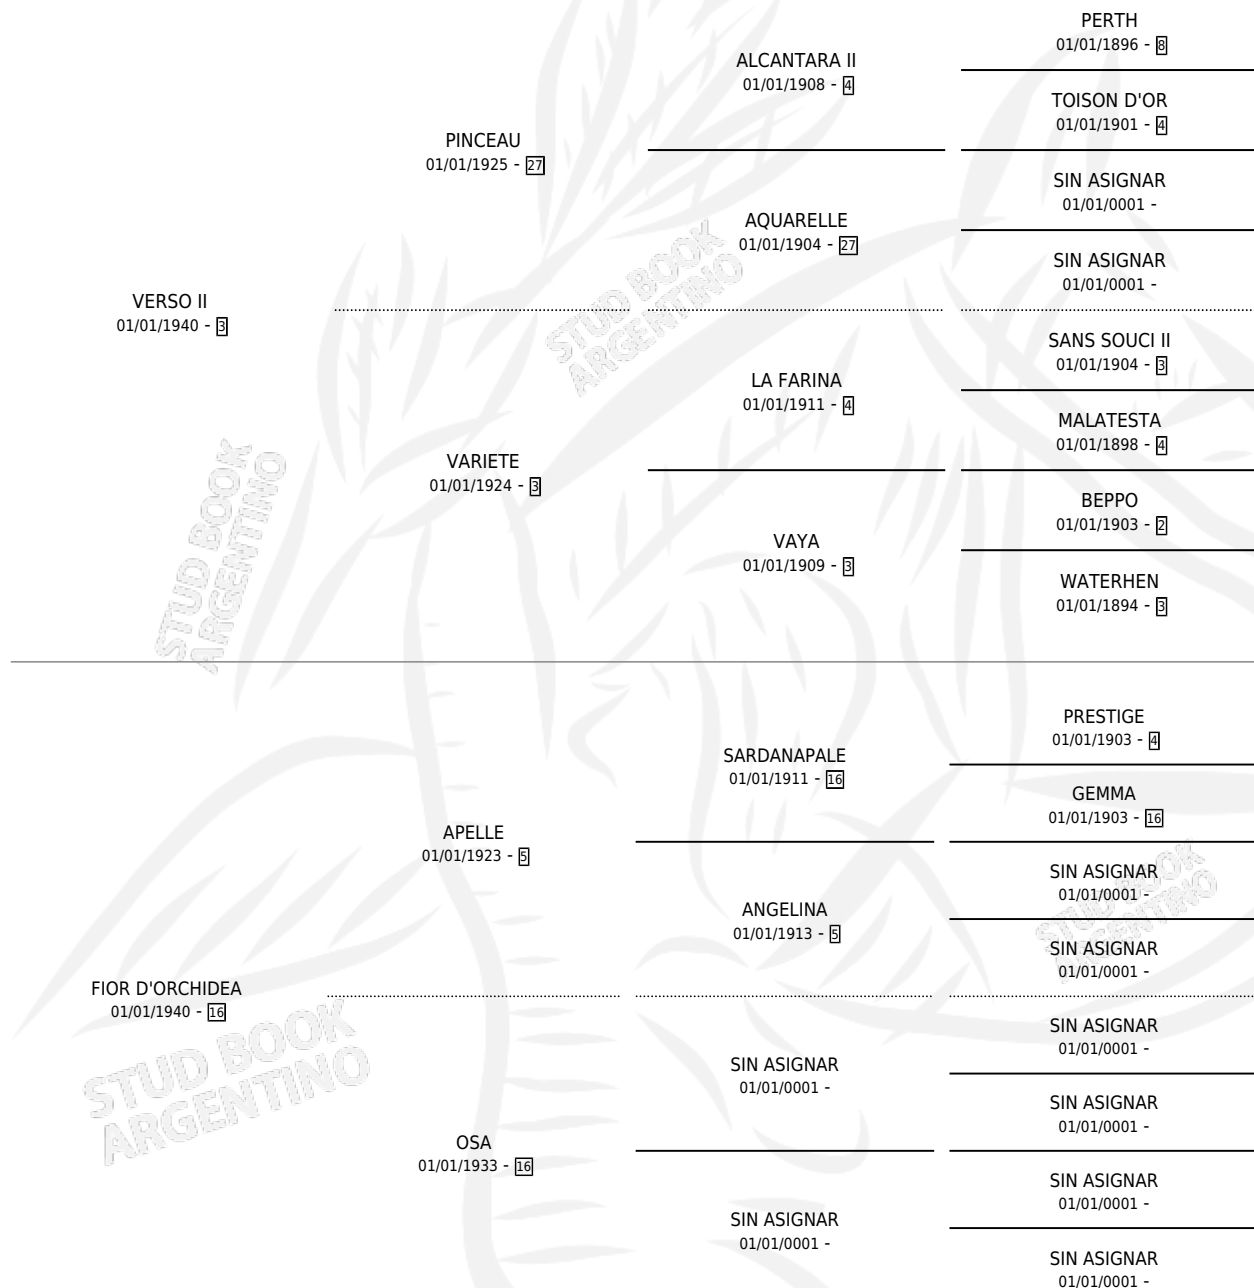 VERSO II
01/01/1940 - 3
PINCEAU
01/01/1925 - 27
ALCANTARA II
01/01/1908 - 4
PERTH
01/01/1896 - 8
TOISON D'OR
01/01/1901 - 4
AQUARELLE
01/01/1904 - 27
SIN ASIGNAR
01/01/0001 -
SIN ASIGNAR
01/01/0001 -
VARIETE
01/01/1924 - 3
LA FARINA
01/01/1911 - 4
SANS SOUCI II
01/01/1904 - 3
MALATESTA
01/01/1898 - 4
VAYA
01/01/1909 - 3
BEPPO
01/01/1903 - 2
WATERHEN
01/01/1894 - 3
FIOR D'ORCHIDEA
01/01/1940 - 16
APELLE
01/01/1923 - 5
SARDANAPALE
01/01/1911 - 16
PRESTIGE
01/01/1903 - 4
GEMMA
01/01/1903 - 16
ANGELINA
01/01/1913 - 5
SIN ASIGNAR
01/01/0001 -
SIN ASIGNAR
01/01/0001 -
OSA
01/01/1933 - 16
SIN ASIGNAR
01/01/0001 -
SIN ASIGNAR
01/01/0001 -
SIN ASIGNAR
01/01/0001 -
SIN ASIGNAR
01/01/0001 -
SIN ASIGNAR
01/01/0001 -
SIN ASIGNAR
01/01/0001 -
STUD BOOK
ARGENTINO
STUD BOOK
ARGENTINO
STUD BOOK
ARGENTINO
STUD BOOK
ARGENTINO